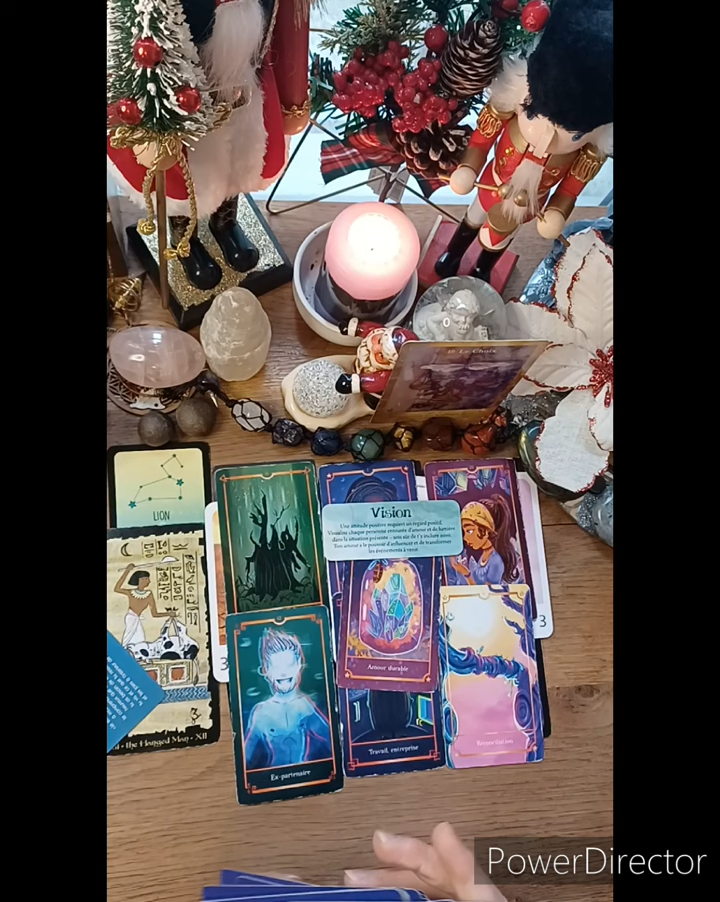 Le Choix
LION
Vision
Une attitude positive requiert un regard positif.
Visualise chaque personne entourée d'amour et de lumière
dans la situation présente – sois sûr de t'y inclure aussi.
Ton amour a le pouvoir d'influencer et de transformer
les événements à venir.
3
3
Amour durable
the Hanged Man • XII
Travail, entreprise
Ex-partenaire
PowerDirector